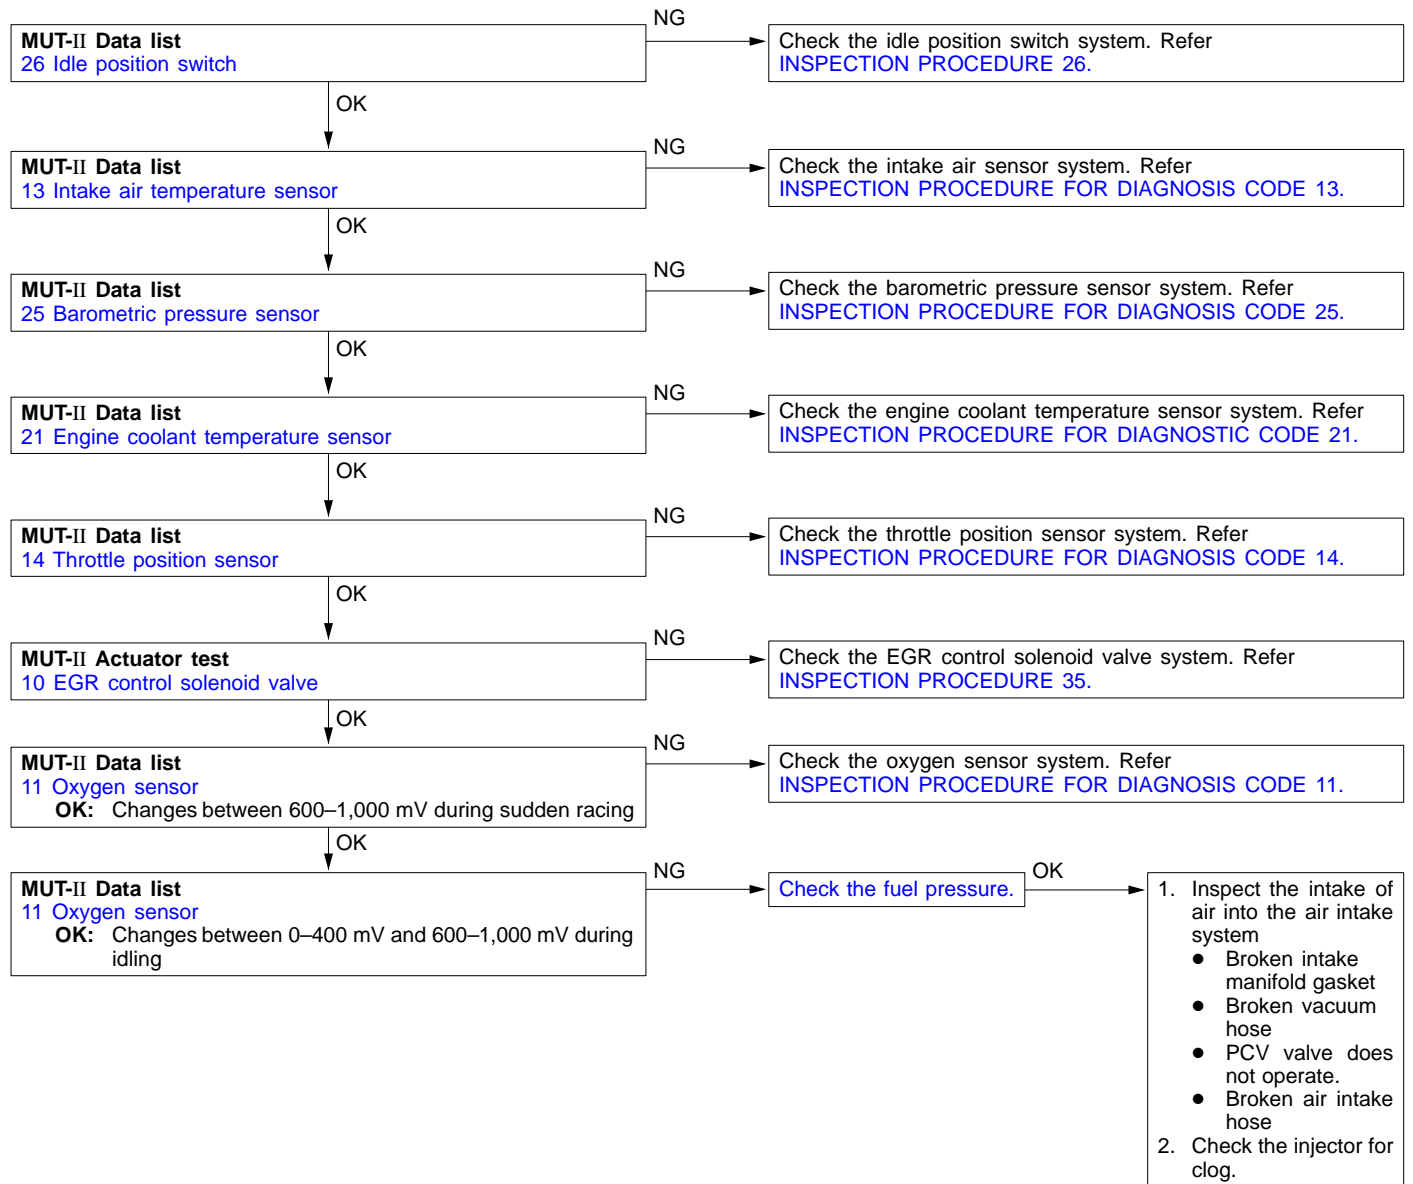 NG
MUT-II Data list
26 Idle position switch
Check the idle position switch system. Refer
INSPECTION PROCEDURE 26.
OK
NG
MUT-II Data list
13 Intake air temperature sensor
Check the intake air sensor system. Refer
INSPECTION PROCEDURE FOR DIAGNOSIS CODE 13.
OK
NG
MUT-II Data list
25 Barometric pressure sensor
Check the barometric pressure sensor system. Refer
INSPECTION PROCEDURE FOR DIAGNOSIS CODE 25.
OK
NG
MUT-II Data list
21 Engine coolant temperature sensor
Check the engine coolant temperature sensor system. Refer
INSPECTION PROCEDURE FOR DIAGNOSTIC CODE 21.
OK
NG
MUT-II Data list
14 Throttle position sensor
Check the throttle position sensor system. Refer
INSPECTION PROCEDURE FOR DIAGNOSIS CODE 14.
OK
NG
MUT-II Actuator test
10 EGR control solenoid valve
Check the EGR control solenoid valve system. Refer
INSPECTION PROCEDURE 35.
OK
NG
MUT-II Data list
11 Oxygen sensor
OK: Changes between 600–1,000 mV during sudden racing
Check the oxygen sensor system. Refer
INSPECTION PROCEDURE FOR DIAGNOSIS CODE 11.
OK
NG
MUT-II Data list
11 Oxygen sensor
OK: Changes between 0–400 mV and 600–1,000 mV during
idling
Check the fuel pressure.
OK
1. Inspect the intake of
air into the air intake
system
● Broken intake
manifold gasket
● Broken vacuum
hose
● PCV valve does
not operate.
● Broken air intake
hose
2. Check the injector for
clog.